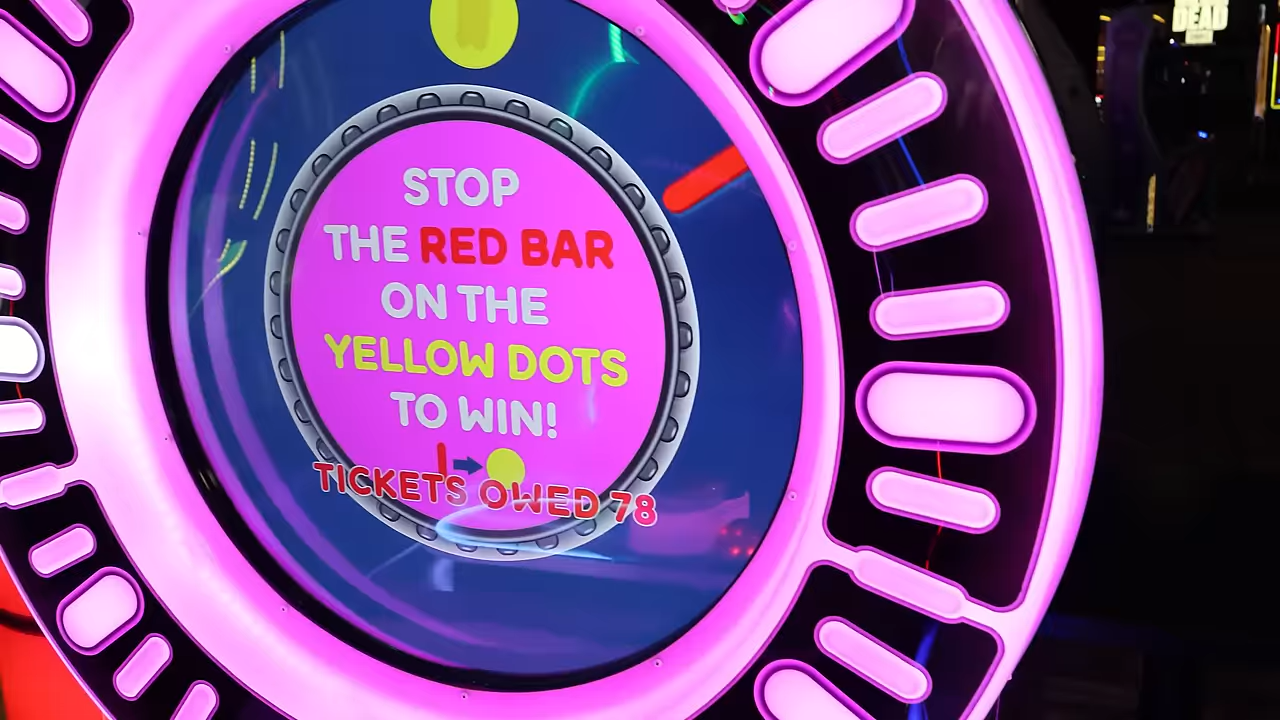 DEAD
STOP
THE RED BAR
ON THE
YELLOW DOTS
TO WIN!
TICKETS OWED 78